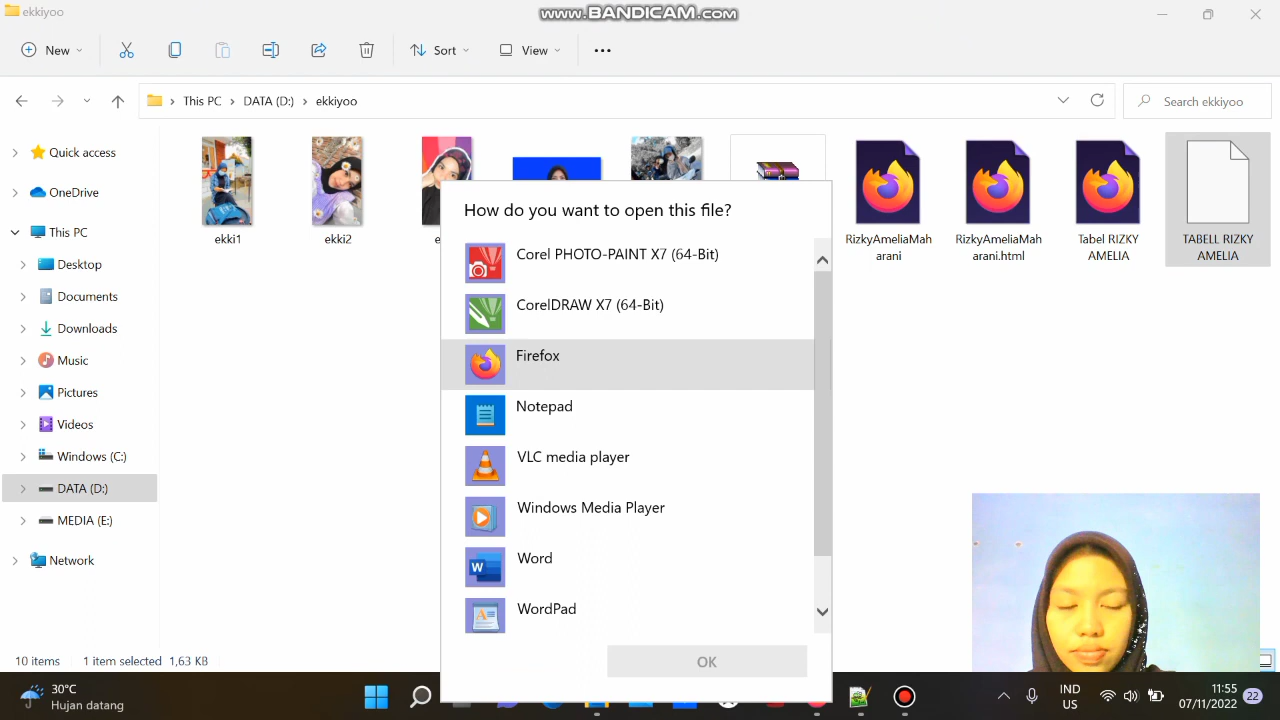 ekkiyoo
www.BANDICAM.com
New
Sort
View
This PC
DATA (D:)
ekkiyoo
Search ekkiyoo
Quick access
OneDrive
This PC
Desktop
Documents
Downloads
Music
Pictures
Videos
Windows (C:)
DATA (D:)
MEDIA (E:)
Network
ekki1
ekki2
RizkyAmeliaMah
arani
RizkyAmeliaMah
arani.html
Tabel RIZKY
AMELIA
TABELL RIZKY
AMELIA
How do you want to open this file?
Corel PHOTO-PAINT X7 (64-Bit)
CorelDRAW X7 (64-Bit)
Firefox
Notepad
VLC media player
Windows Media Player
Word
WordPad
OK
10 items
1 item selected
1,63 KB
30°C
Hujan datang
IND
US
11:55
07/11/2022
22